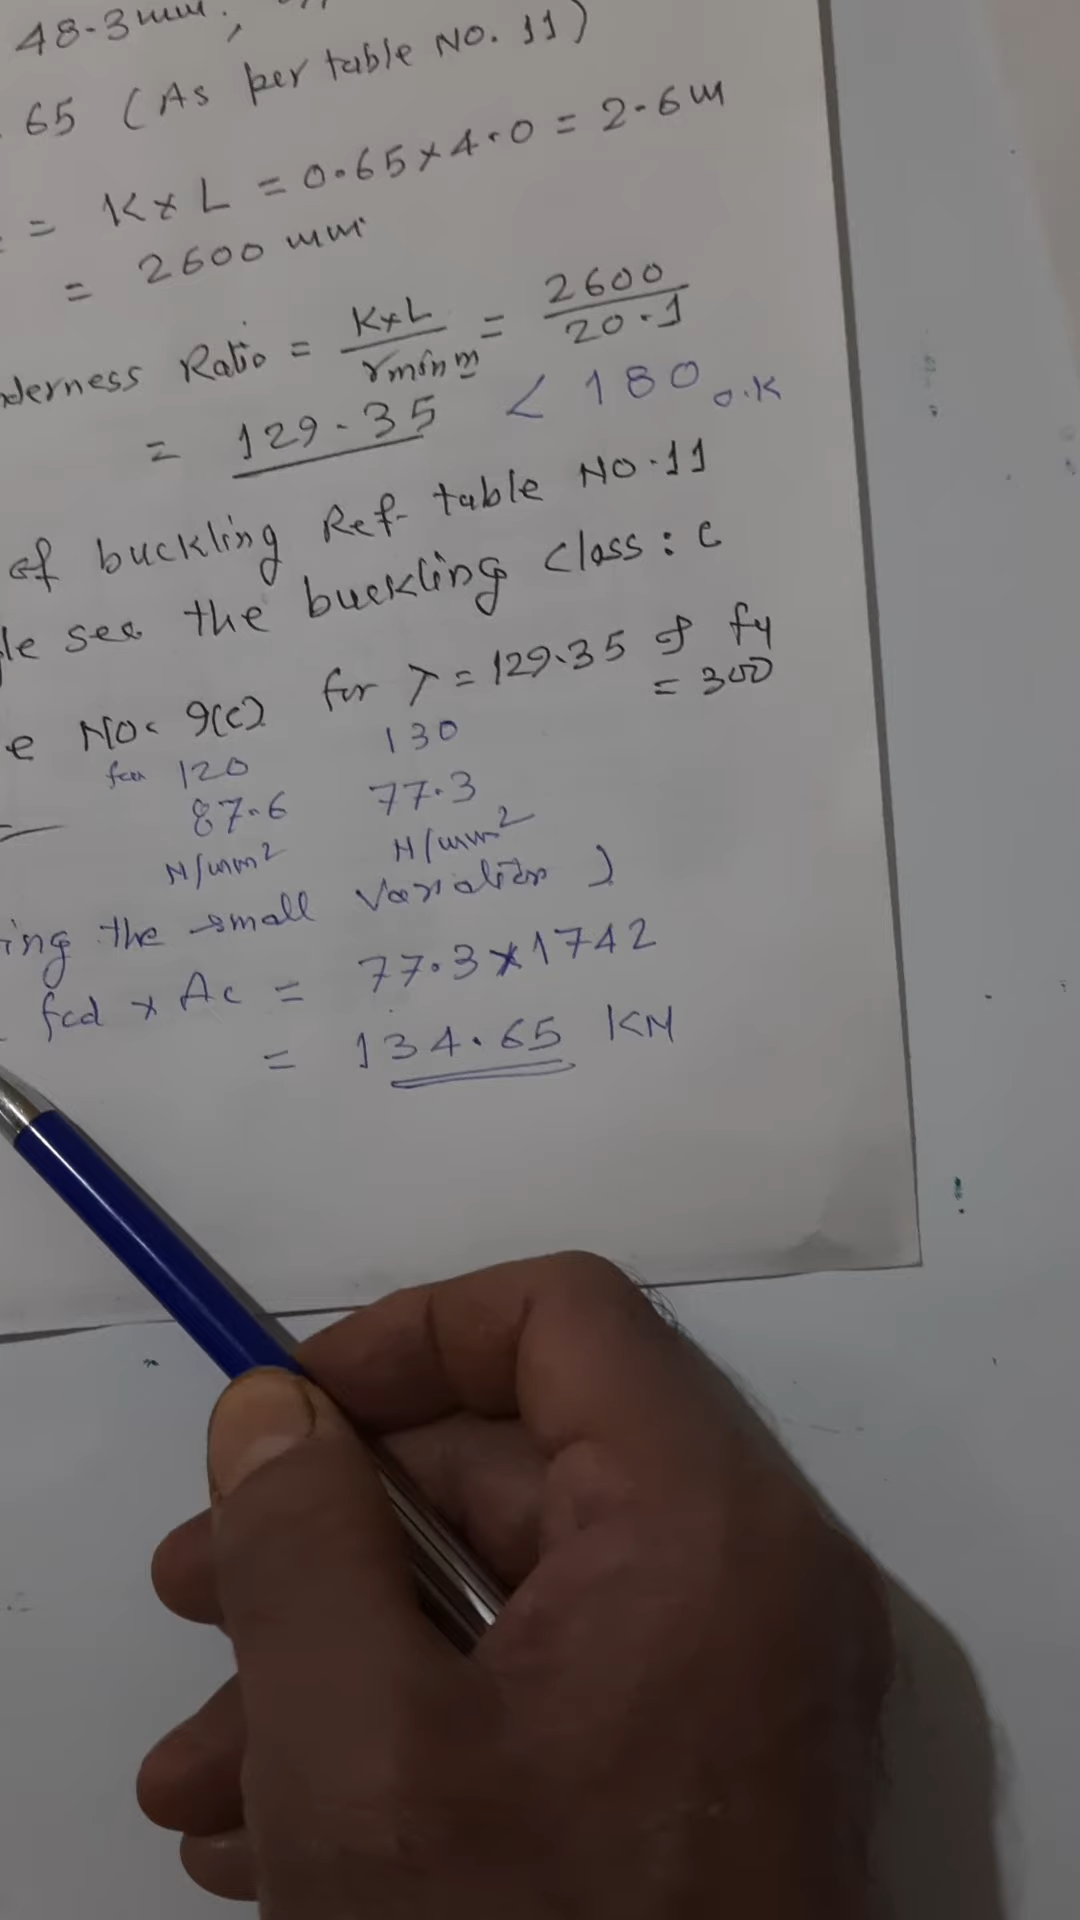 48.3mm;
65 (As per table NO. 11)
= K×L = 0.65×4.0 = 2.6m
= 2600 mm
derness Ratio = K×L / rminm = 2600 / 20.1
= 129.35 < 180 O.K
of buckling Ref- table NO.11
le see the buckling class: c
e NO. 9(c) for λ = 129.35 & fy = 300
for 120 130
87.6 77.3
N/mm² N/mm²
ing the small variation)
fcd × Ac = 77.3×1742
= 134.65 KN